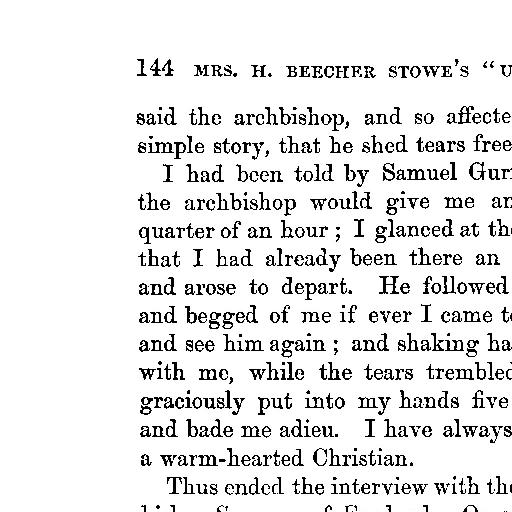 144 MRS. H. BEECHER STOWE'S "U
said the archbishop, and so affecte
simple story, that he shed tears free
I had been told by Samuel Gur
the archbishop would give me an
quarter of an hour ; I glanced at th
that I had already been there an
and arose to depart. He followed
and begged of me if ever I came t
and see him again ; and shaking ha
with me, while the tears trembled
graciously put into my hands five
and bade me adieu. I have always
a warm-hearted Christian.
Thus ended the interview with the